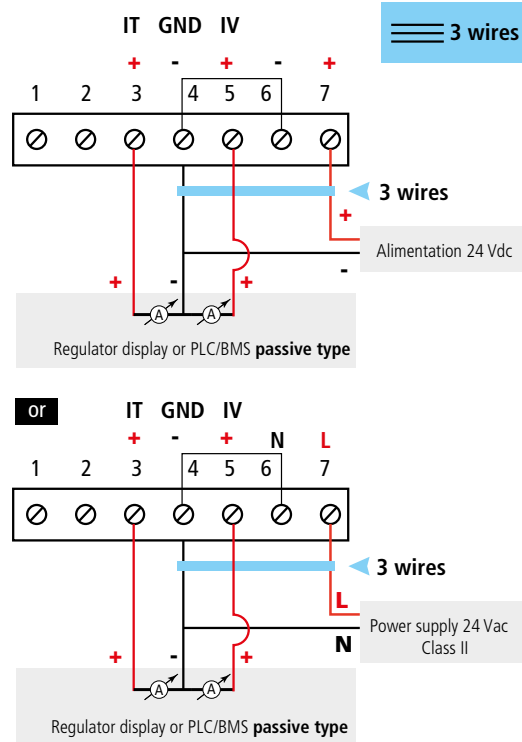 IT GND IV
3 wires
+ - + - +
1 2 3 4 5 6 7
3 wires
+
Alimentation 24 Vdc
-
+ - +
A A
Regulator display or PLC/BMS passive type
or
IT GND IV
+ - + N L
1 2 3 4 5 6 7
3 wires
L
Power supply 24 Vac
Class II
N
+ - +
A A
Regulator display or PLC/BMS passive type